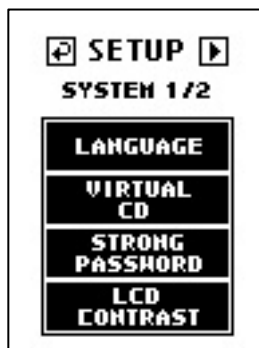 SETUP
SYSTEM 1/2
LANGUAGE
VIRTUAL
CD
STRONG
PASSWORD
LCD
CONTRAST